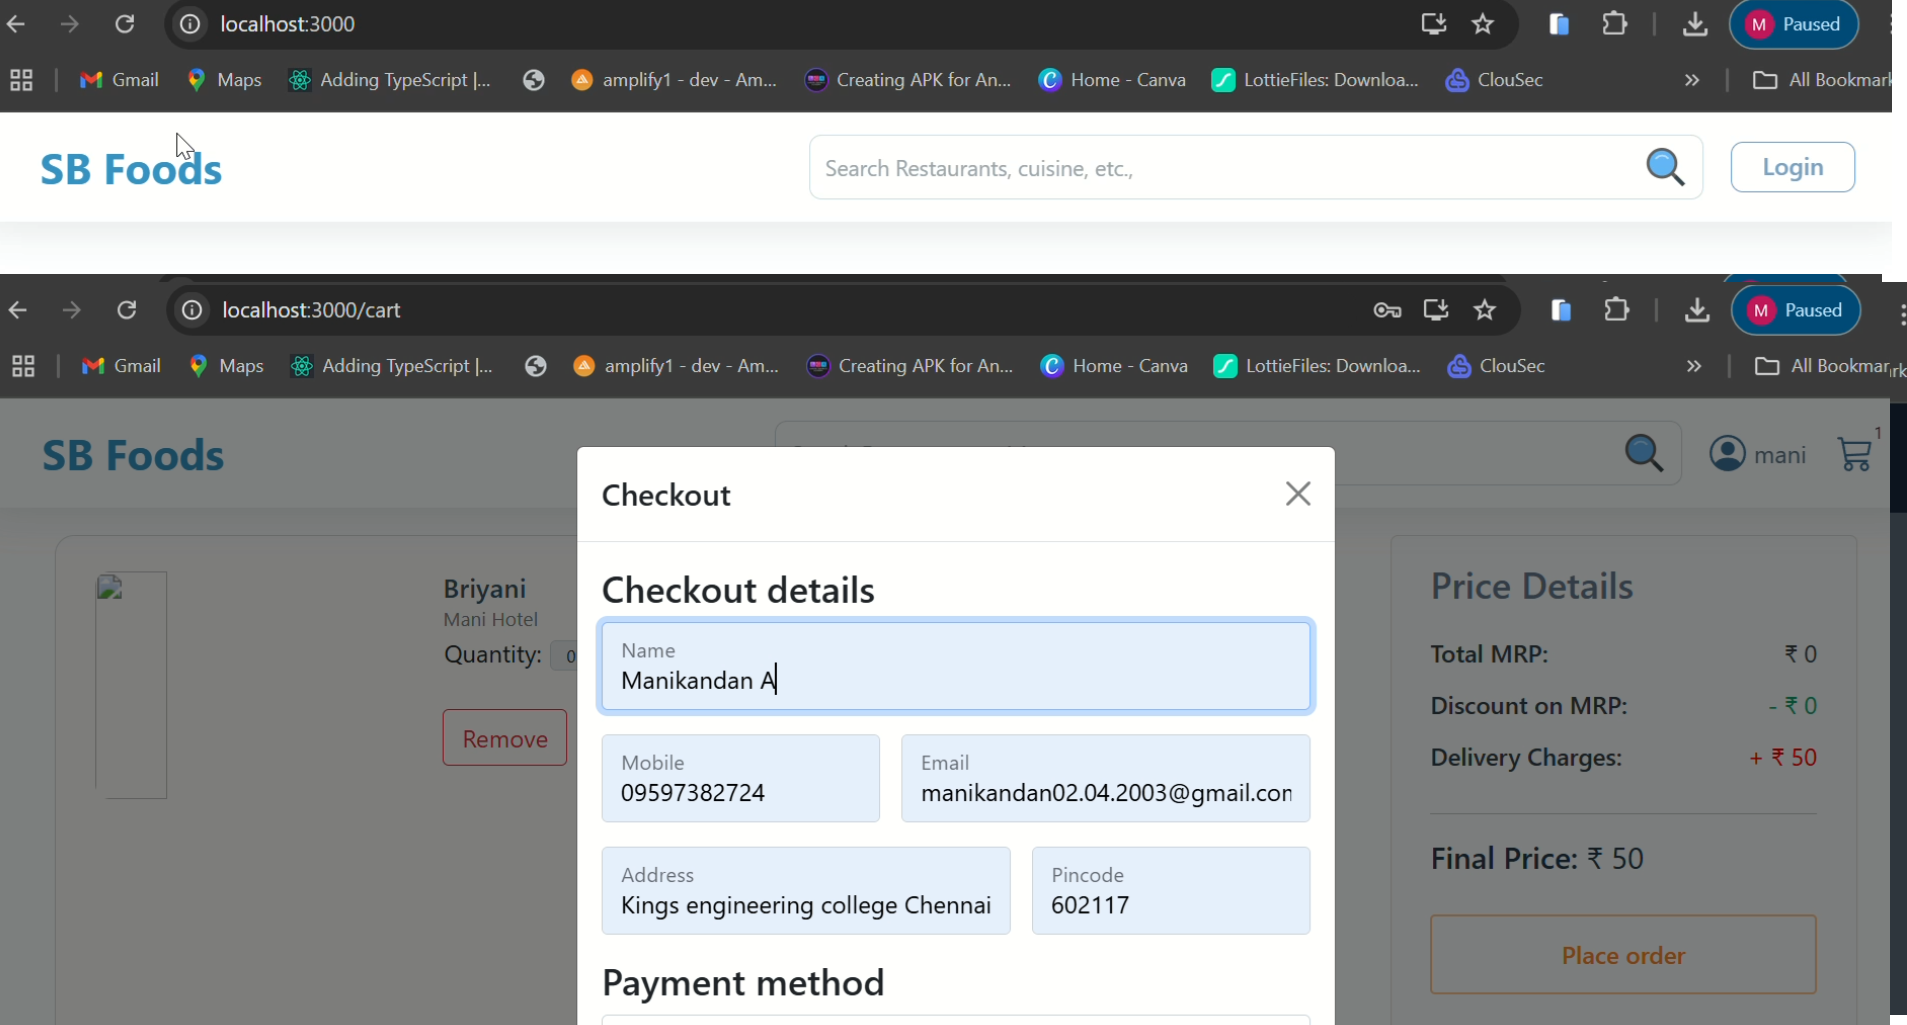 localhost:3000
M Paused
Gmail Maps Adding TypeScript |... amplify1 - dev - Am... Creating APK for An... Home - Canva LottieFiles: Downloa... ClouSec » All Bookmark
SB Foods
Search Restaurants, cuisine, etc.,
Login
localhost:3000/cart
M Paused
Gmail Maps Adding TypeScript |... amplify1 - dev - Am... Creating APK for An... Home - Canva LottieFiles: Downloa... ClouSec » All Bookmar
SB Foods
mani
1
Checkout
Checkout details
Name
Manikandan A
Mobile
09597382724
Email
manikandan02.04.2003@gmail.con
Address
Kings engineering college Chennai
Pincode
602117
Payment method
Briyani
Mani Hotel
Quantity: 0
Remove
Price Details
Total MRP: ₹ 0
Discount on MRP: - ₹ 0
Delivery Charges: + ₹ 50
Final Price: ₹ 50
Place order